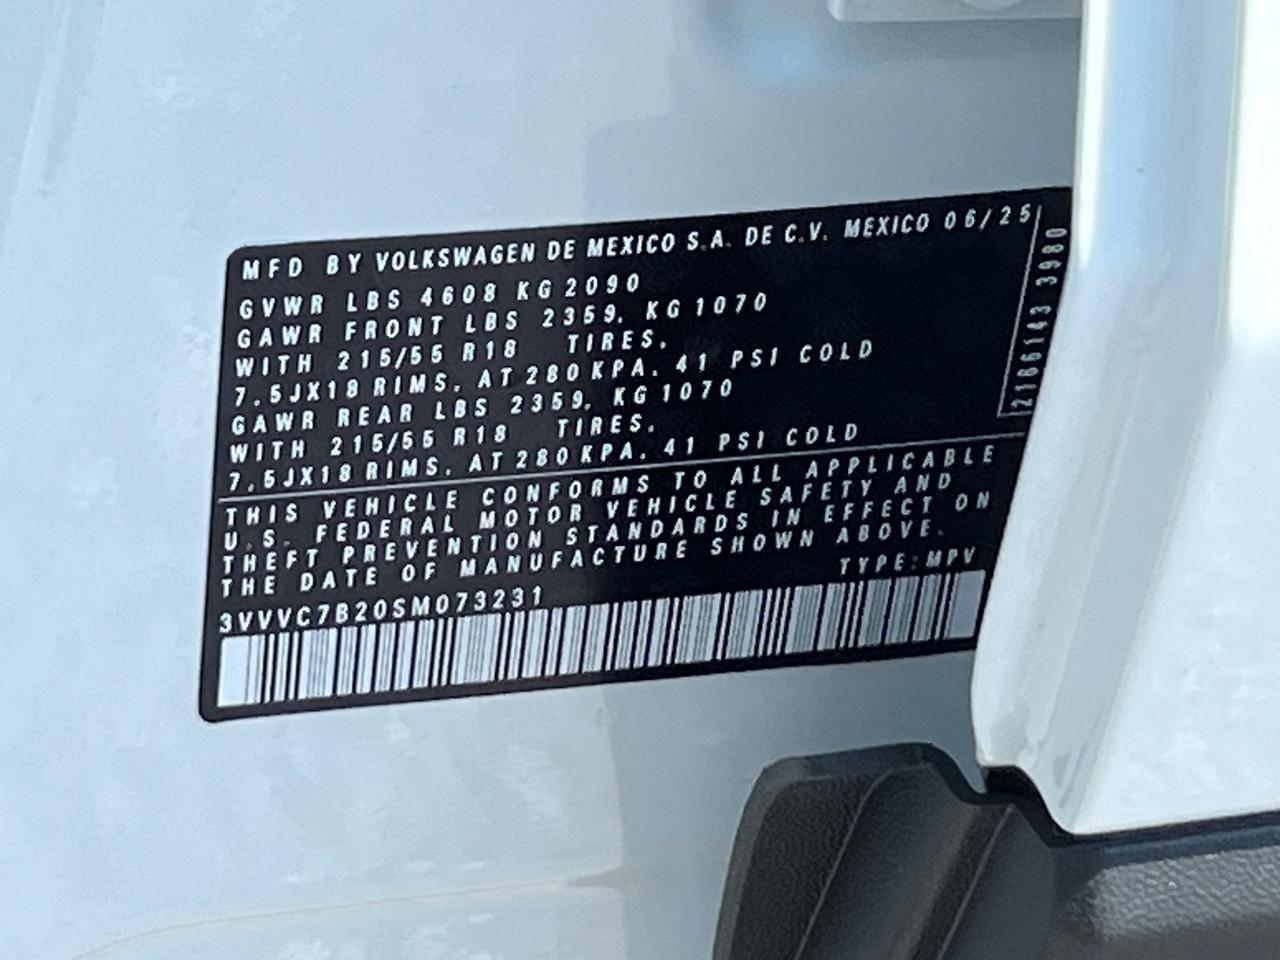 MFD BY VOLKSWAGEN DE MEXICO S.A. DE C.V. MEXICO 06/25
GVWR LBS 4608 KG 2090
GAWR FRONT LBS 2359, KG 1070
WITH 215/55 R18 TIRES,
7.5JX18 RIMS, AT 280 KPA. 41 PSI COLD
GAWR REAR LBS 2359, KG 1070
WITH 215/55 R18 TIRES,
7.5JX18 RIMS, AT 280 KPA. 41 PSI COLD
THIS VEHICLE CONFORMS TO ALL APPLICABLE
U.S. FEDERAL MOTOR VEHICLE SAFETY AND
THEFT PREVENTION STANDARDS IN EFFECT ON
THE DATE OF MANUFACTURE SHOWN ABOVE.
TYPE: MPV
3VVVC7B20SM073231
2186143 3980